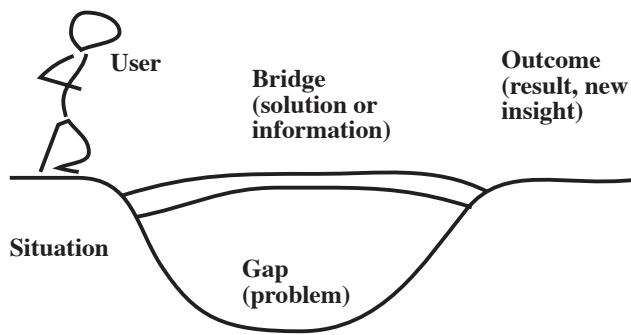 User
Bridge
(solution or
information)
Outcome
(result, new
insight)
Situation
Gap
(problem)